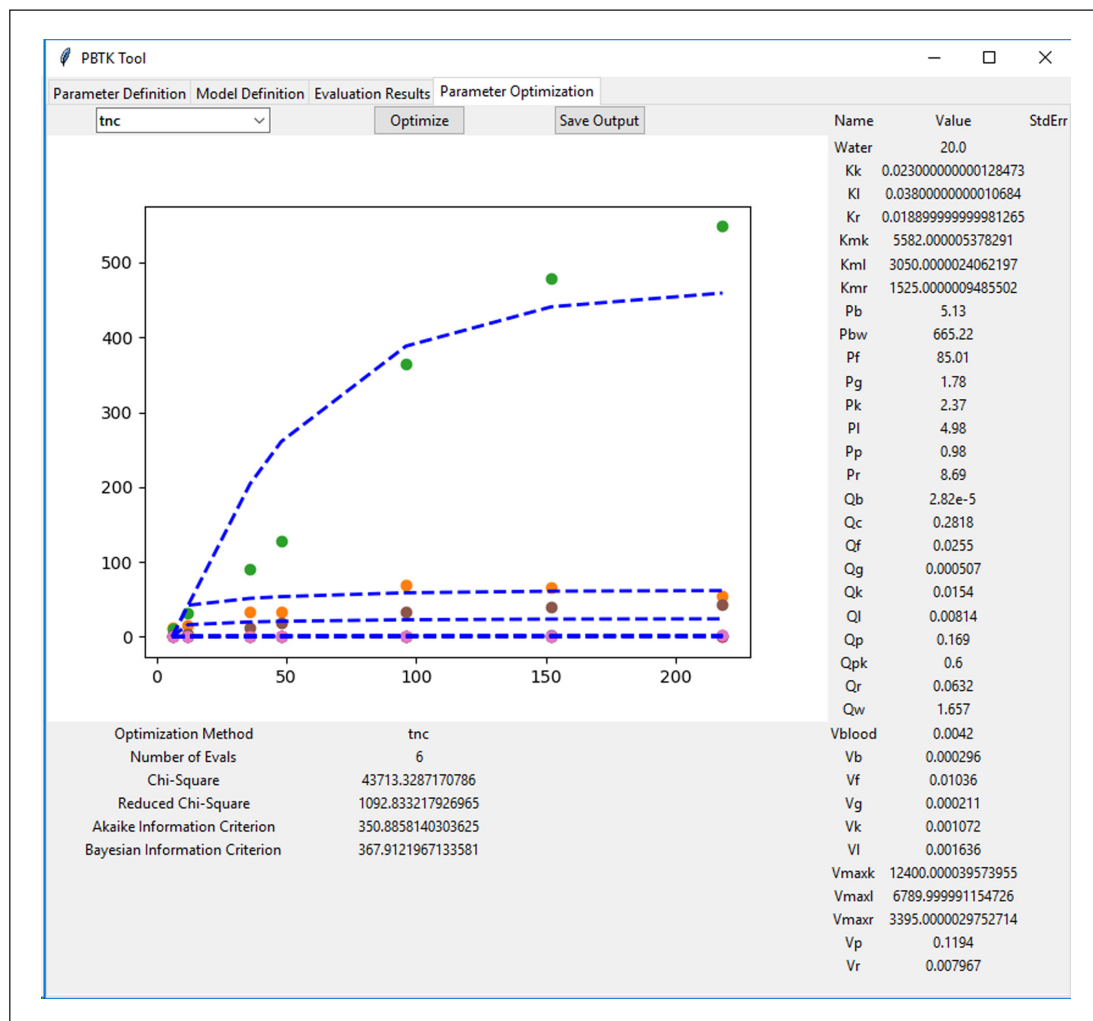 PBTK Tool
Parameter Definition Model Definition Evaluation Results Parameter Optimization
tnc Optimize Save Output
500
400
300
200
100
0
0 50 100 150 200
Optimization Method tnc
Number of Evals 6
Chi-Square 43713.3287170786
Reduced Chi-Square 1092.833217926965
Akaike Information Criterion 350.8858140303625
Bayesian Information Criterion 367.9121967133581
Name Value StdErr
Water 20.0
Kk 0.023000000000128473
Kl 0.03800000000010684
Kr 0.018899999999981265
Kmk 5582.000005378291
Kml 3050.0000024062197
Kmr 1525.0000009485502
Pb 5.13
Pbw 665.22
Pf 85.01
Pg 1.78
Pk 2.37
Pl 4.98
Pp 0.98
Pr 8.69
Qb 2.82e-5
Qc 0.2818
Qf 0.0255
Qg 0.000507
Qk 0.0154
Ql 0.00814
Qp 0.169
Qpk 0.6
Qr 0.0632
Qw 1.657
Vblood 0.0042
Vb 0.000296
Vf 0.01036
Vg 0.000211
Vk 0.001072
Vl 0.001636
Vmaxk 12400.000039573955
Vmaxl 6789.999991154726
Vmaxr 3395.0000029752714
Vp 0.1194
Vr 0.007967